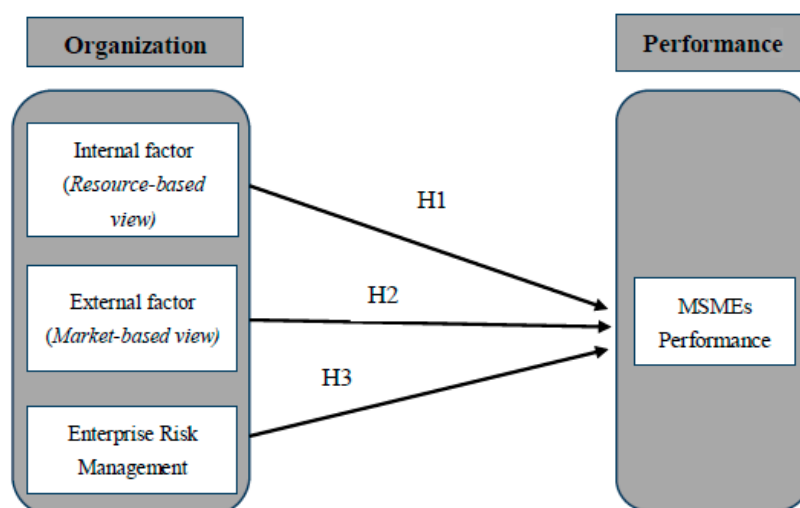 Organization
Performance
Internal factor
(Resource-based
view)
H1
External factor
(Market-based view)
H2
MSMEs
Performance
H3
Enterprise Risk
Management